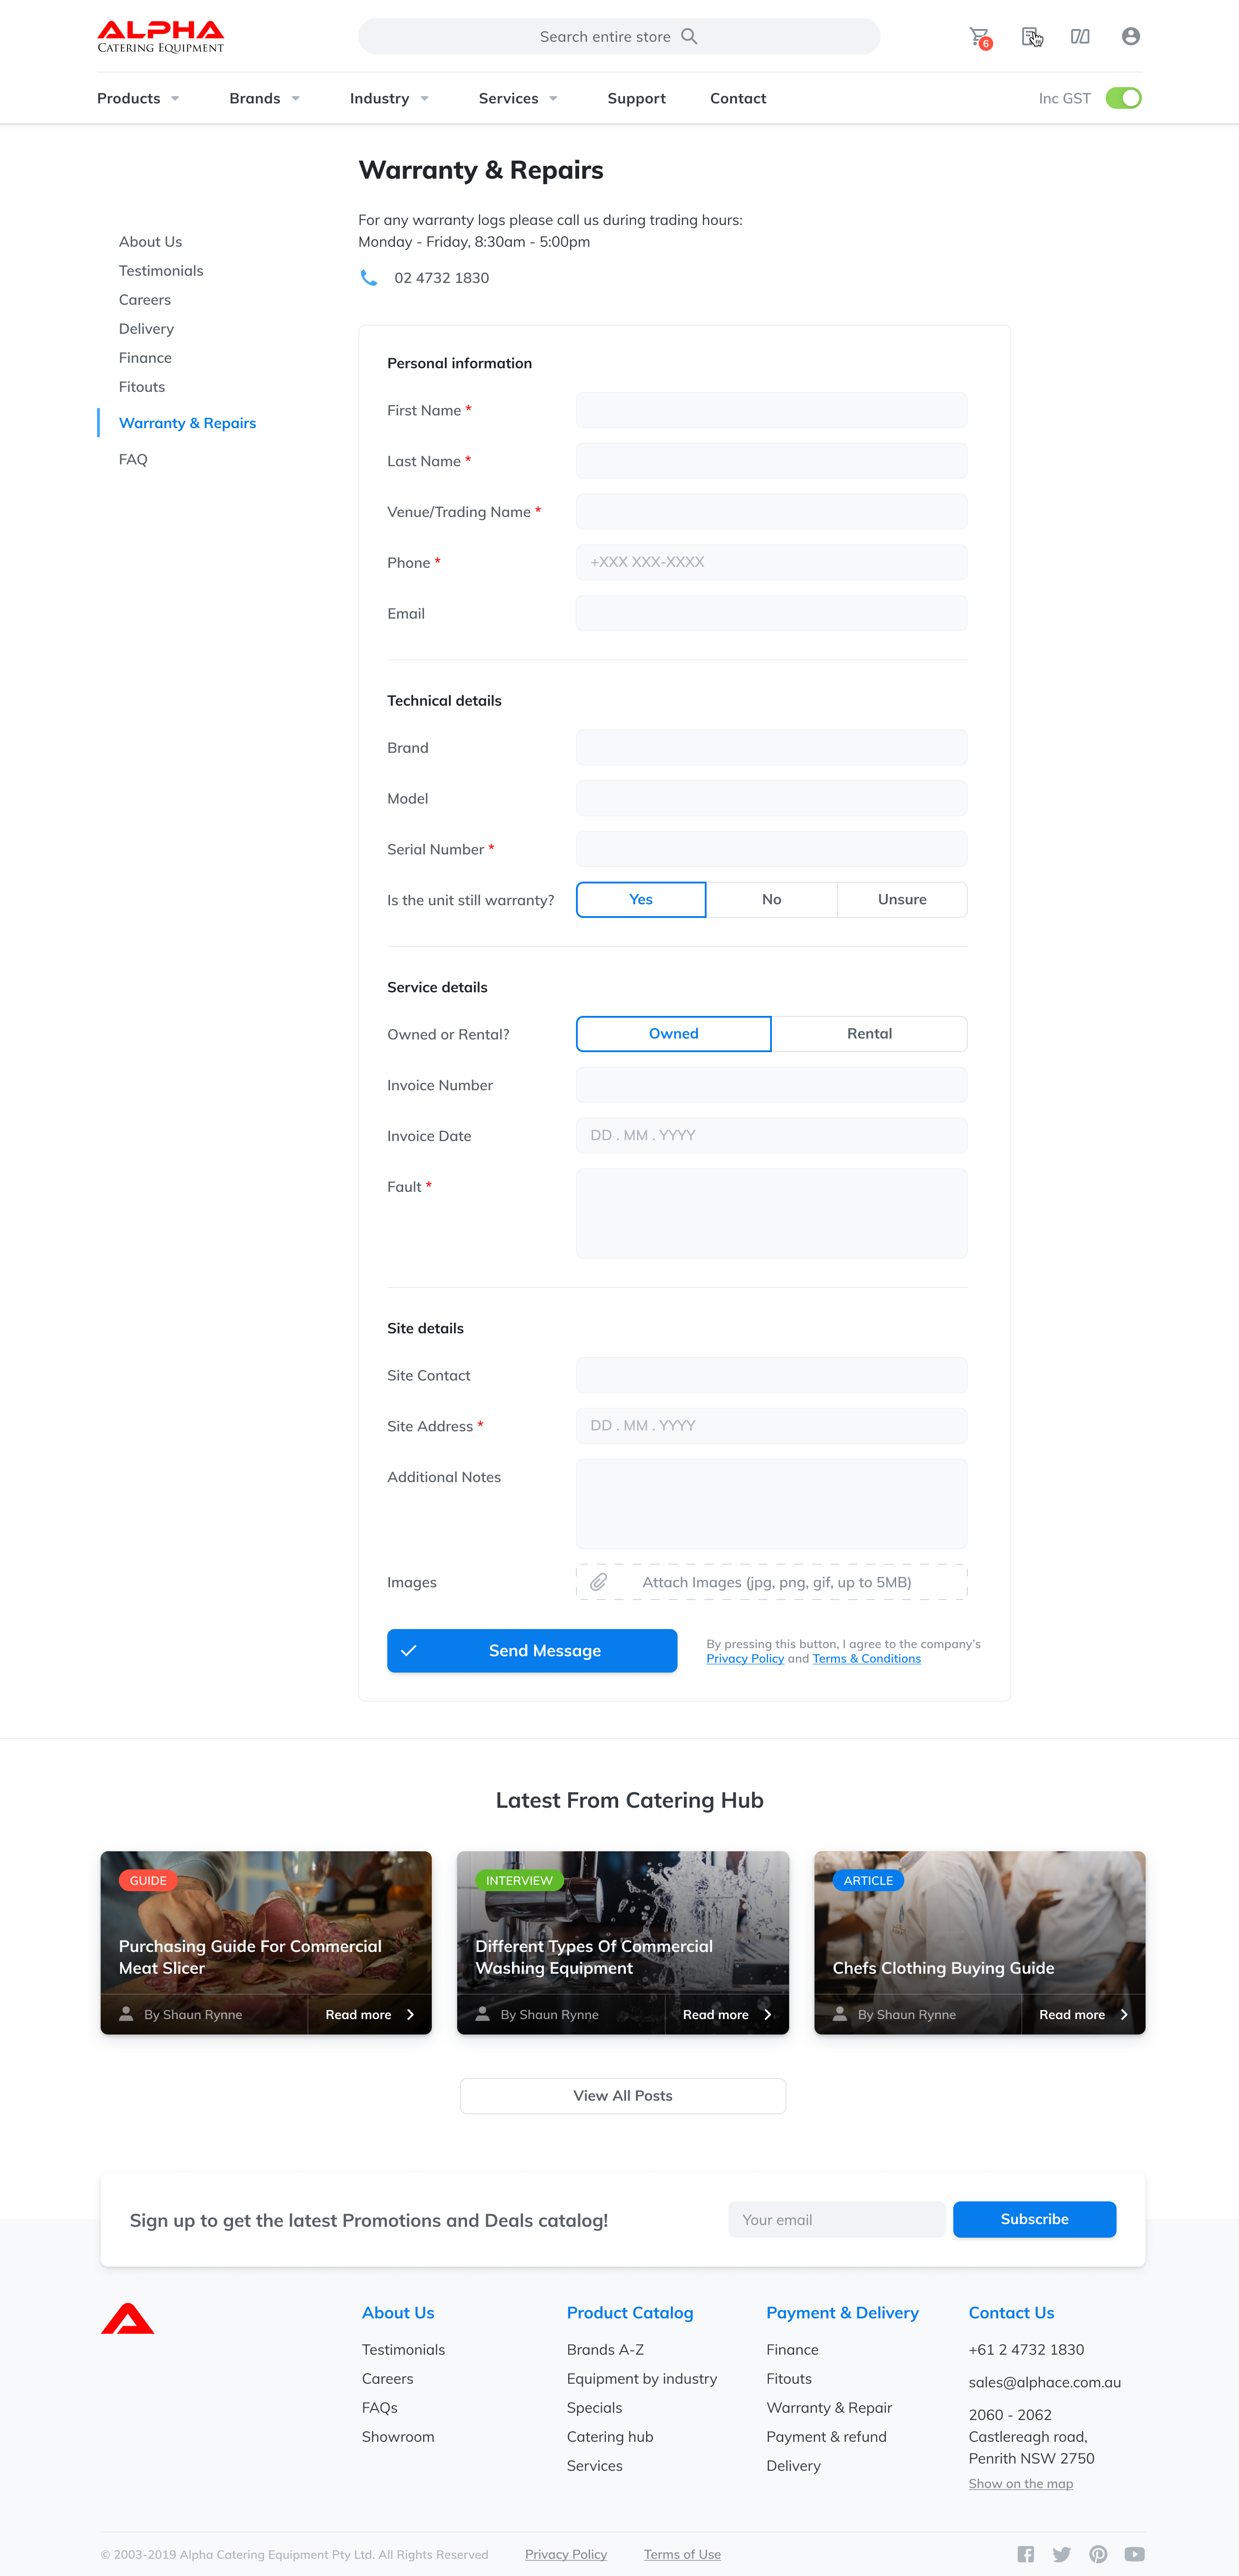 ALPHA
CATERING EQUIPMENT
Search entire store
6
Products
Brands
Industry
Services
Support
Contact
Inc GST
Warranty & Repairs
For any warranty logs please call us during trading hours:
Monday - Friday, 8:30am - 5:00pm
02 4732 1830
About Us
Testimonials
Careers
Delivery
Finance
Fitouts
Warranty & Repairs
FAQ
Personal information
First Name *
Last Name *
Venue/Trading Name *
Phone *
+XXX XXX-XXXX
Email
Technical details
Brand
Model
Serial Number *
Is the unit still warranty?
Yes
No
Unsure
Service details
Owned or Rental?
Owned
Rental
Invoice Number
Invoice Date
DD . MM . YYYY
Fault *
Site details
Site Contact
Site Address *
DD . MM . YYYY
Additional Notes
Images
Attach Images (jpg, png, gif, up to 5MB)
Send Message
By pressing this button, I agree to the company's
Privacy Policy and Terms & Conditions
Latest From Catering Hub
GUIDE
Purchasing Guide For Commercial
Meat Slicer
By Shaun Rynne
Read more
INTERVIEW
Different Types Of Commercial
Washing Equipment
By Shaun Rynne
Read more
ARTICLE
Chefs Clothing Buying Guide
By Shaun Rynne
Read more
View All Posts
Sign up to get the latest Promotions and Deals catalog!
Your email
Subscribe
About Us
Testimonials
Careers
FAQs
Showroom
Product Catalog
Brands A-Z
Equipment by industry
Specials
Catering hub
Services
Payment & Delivery
Finance
Fitouts
Warranty & Repair
Payment & refund
Delivery
Contact Us
+61 2 4732 1830
sales@alphace.com.au
2060 - 2062
Castlereagh road,
Penrith NSW 2750
Show on the map
© 2003-2019 Alpha Catering Equipment Pty Ltd. All Rights Reserved
Privacy Policy
Terms of Use